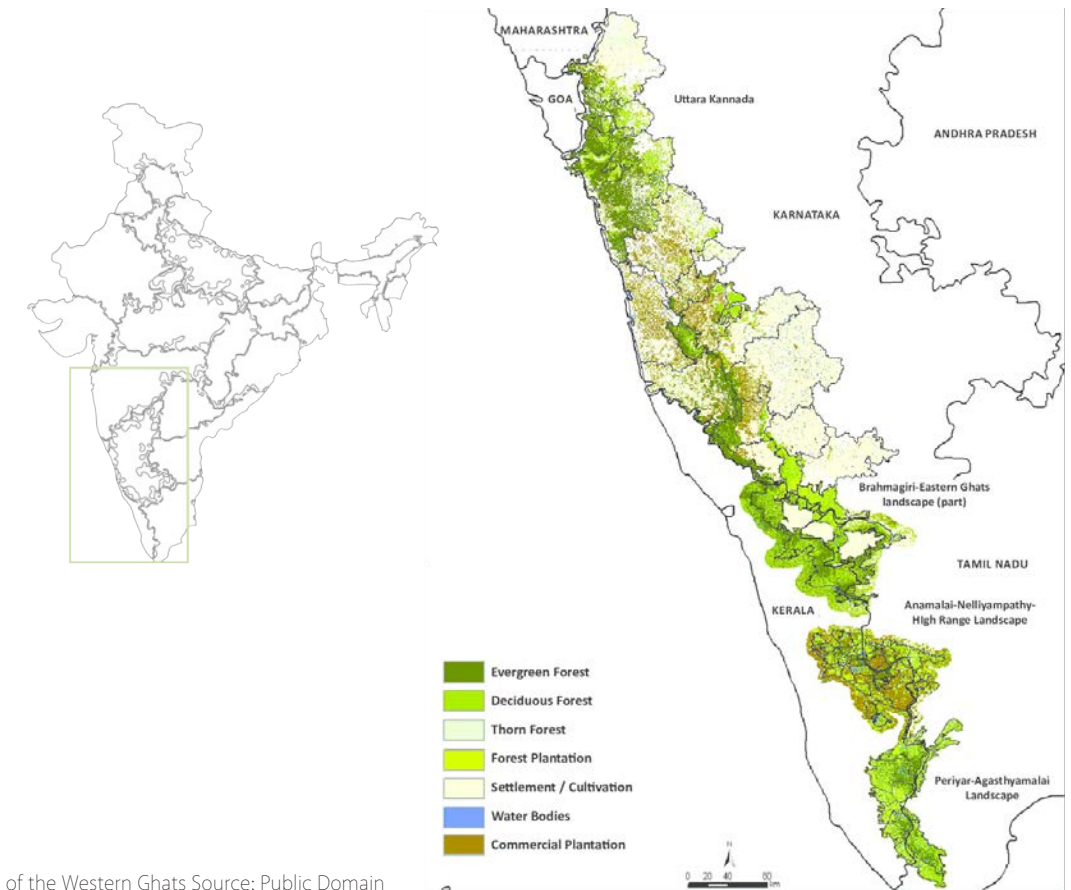 MAHARASHTRA
GOA
Uttara Kannada
ANDHRA PRADESH
KARNATAKA
Brahmagiri-Eastern Ghats
landscape (part)
TAMIL NADU
KERALA
Anamalai-Nelliyampathy-
HIgh Range Landscape
Evergreen Forest
Deciduous Forest
Thorn Forest
Forest Plantation
Settlement / Cultivation
Water Bodies
Commercial Plantation
Periyar-Agasthyamalai
Landscape
N
0 20 40 80
km
of the Western Ghats Source: Public Domain